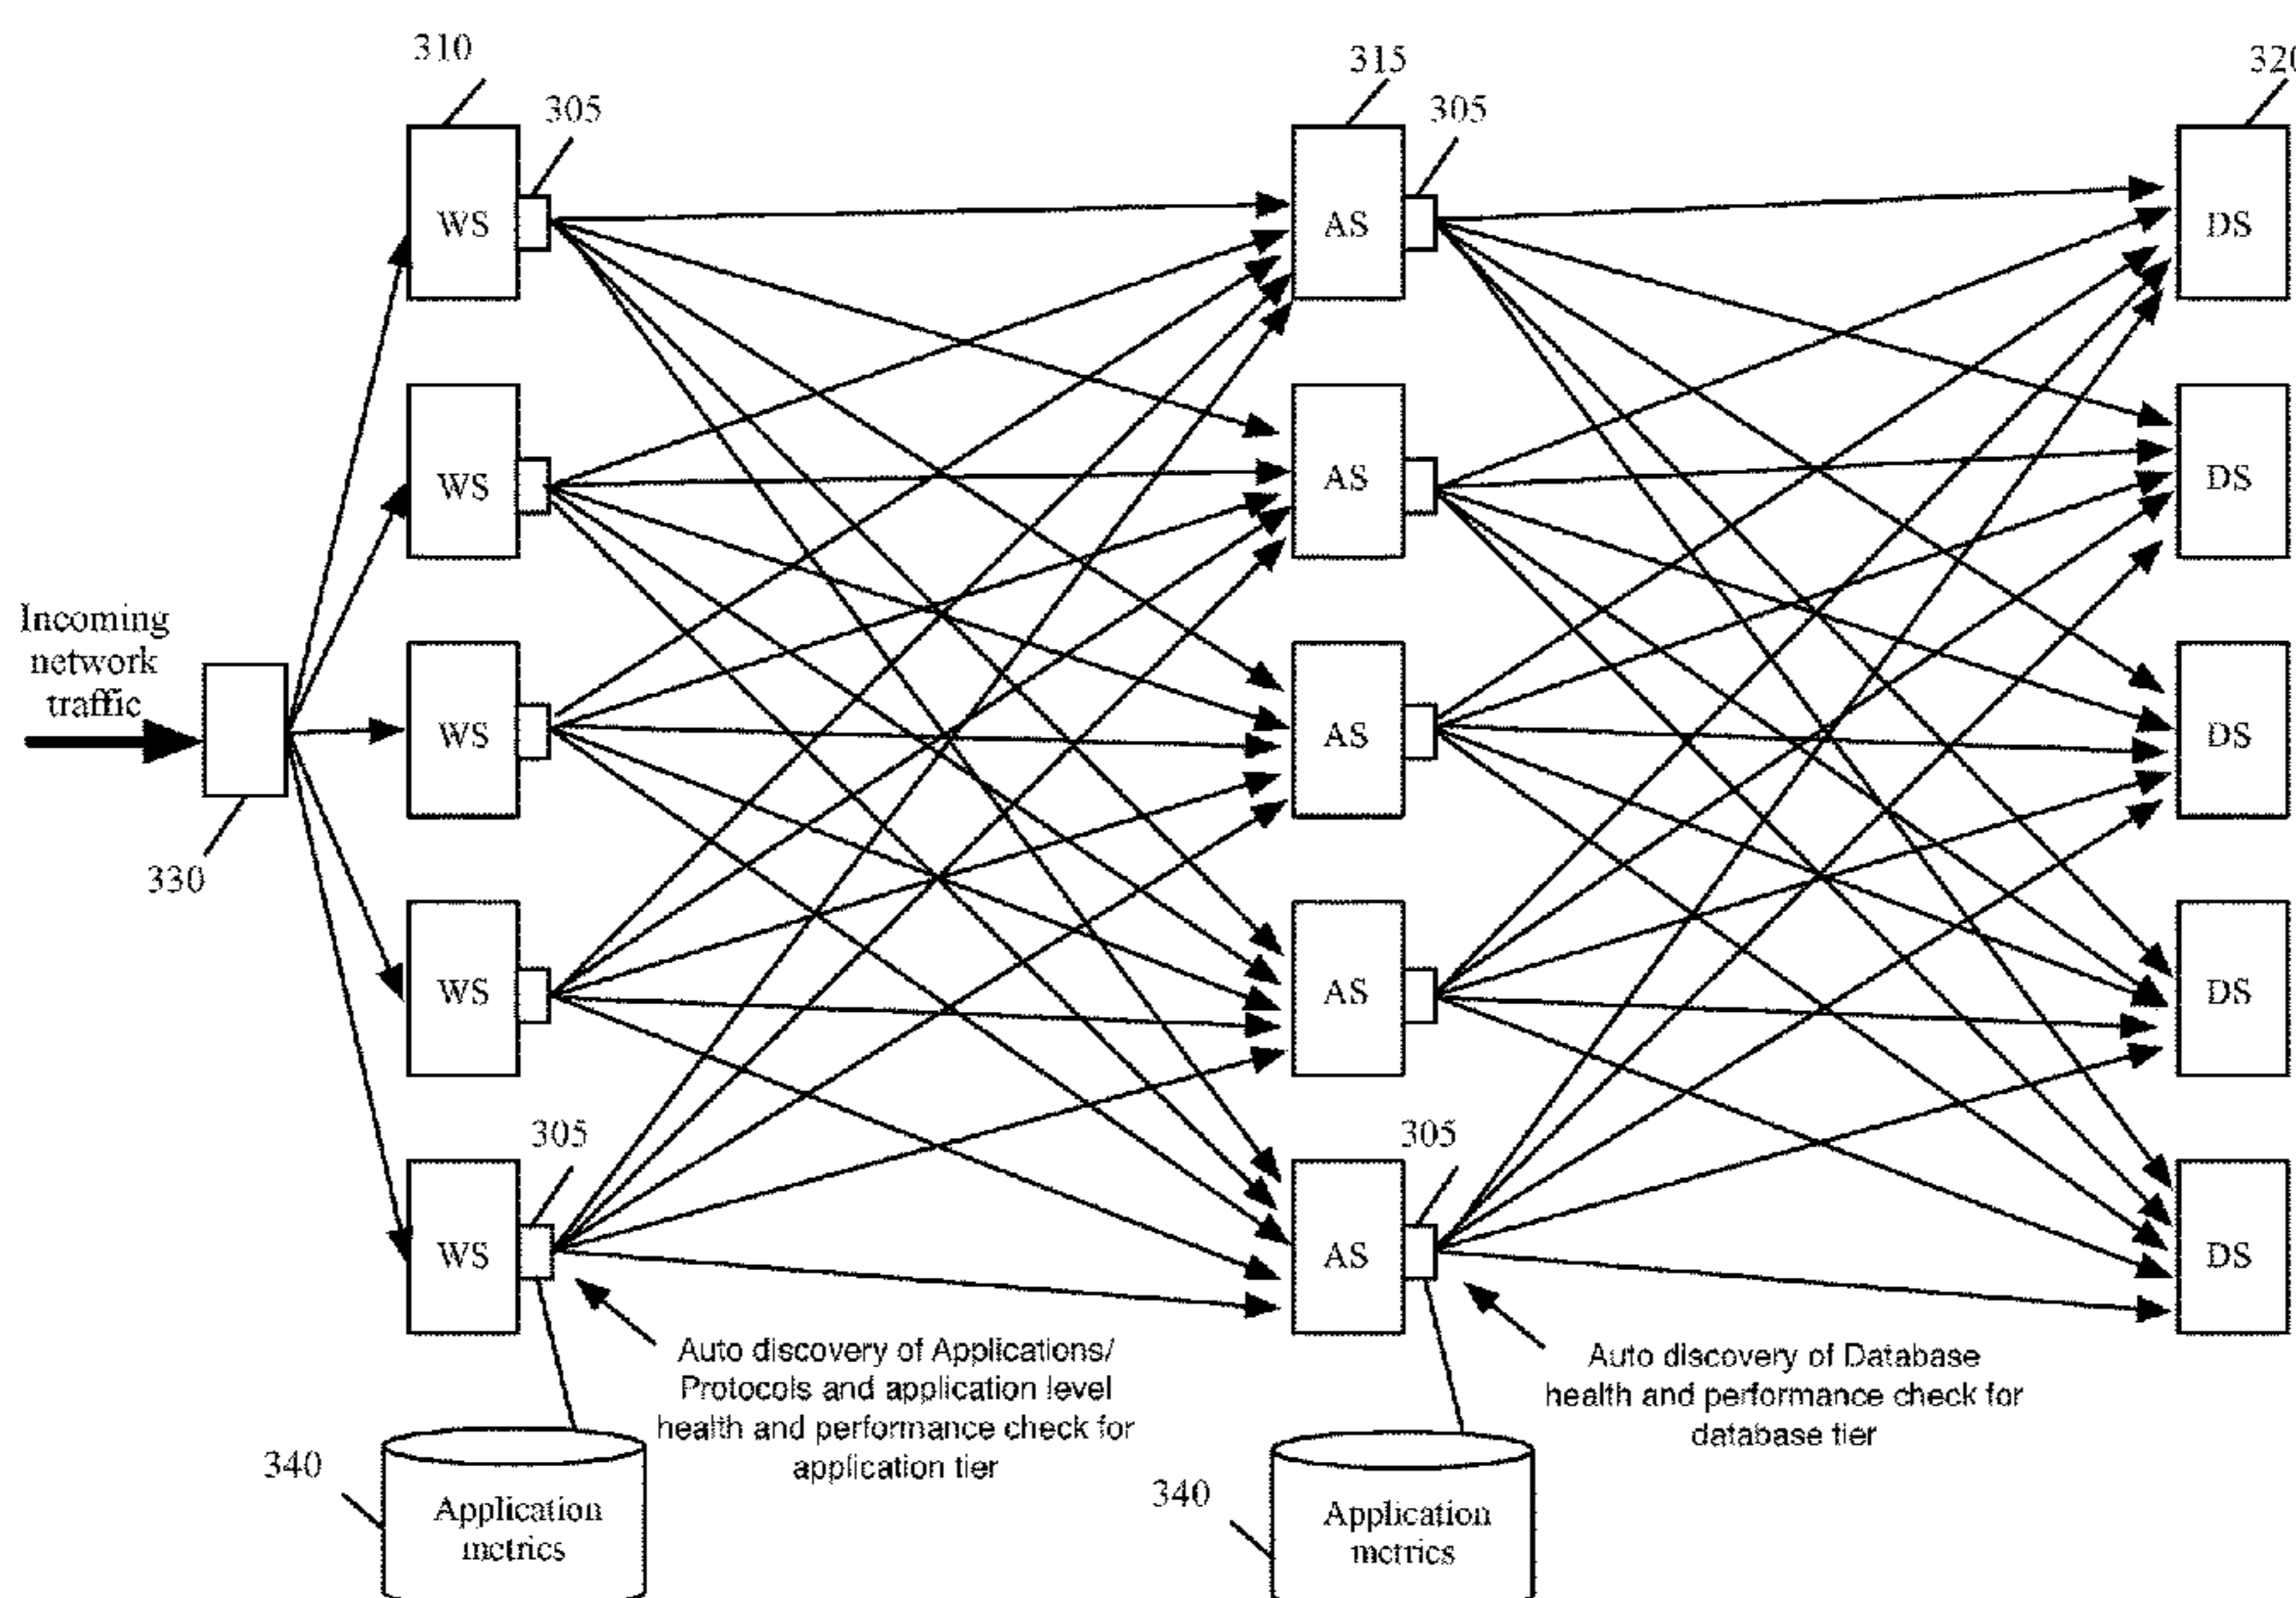 310
315
320
305
305
WS
AS
DS
WS
AS
DS
Incoming
network
traffic
WS
AS
DS
330
WS
AS
DS
305
305
WS
AS
DS
Auto discovery of Applications/
Protocols and application level
health and performance check for
application tier
Auto discovery of Database
health and performance check for
database tier
340
Application
metrics
340
Application
metrics